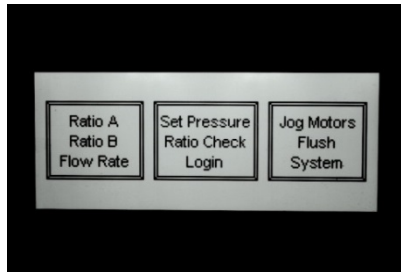 Ratio A
Ratio B
Flow Rate
Set Pressure
Ratio Check
Login
Jog Motors
Flush
System